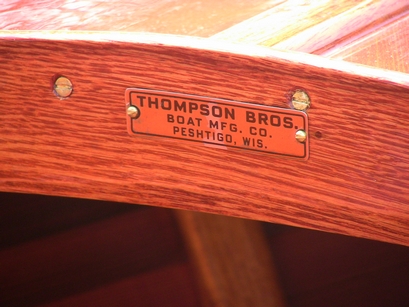 THOMPSON BROS.
BOAT MFG. CO.
PESHTIGO, WIS.